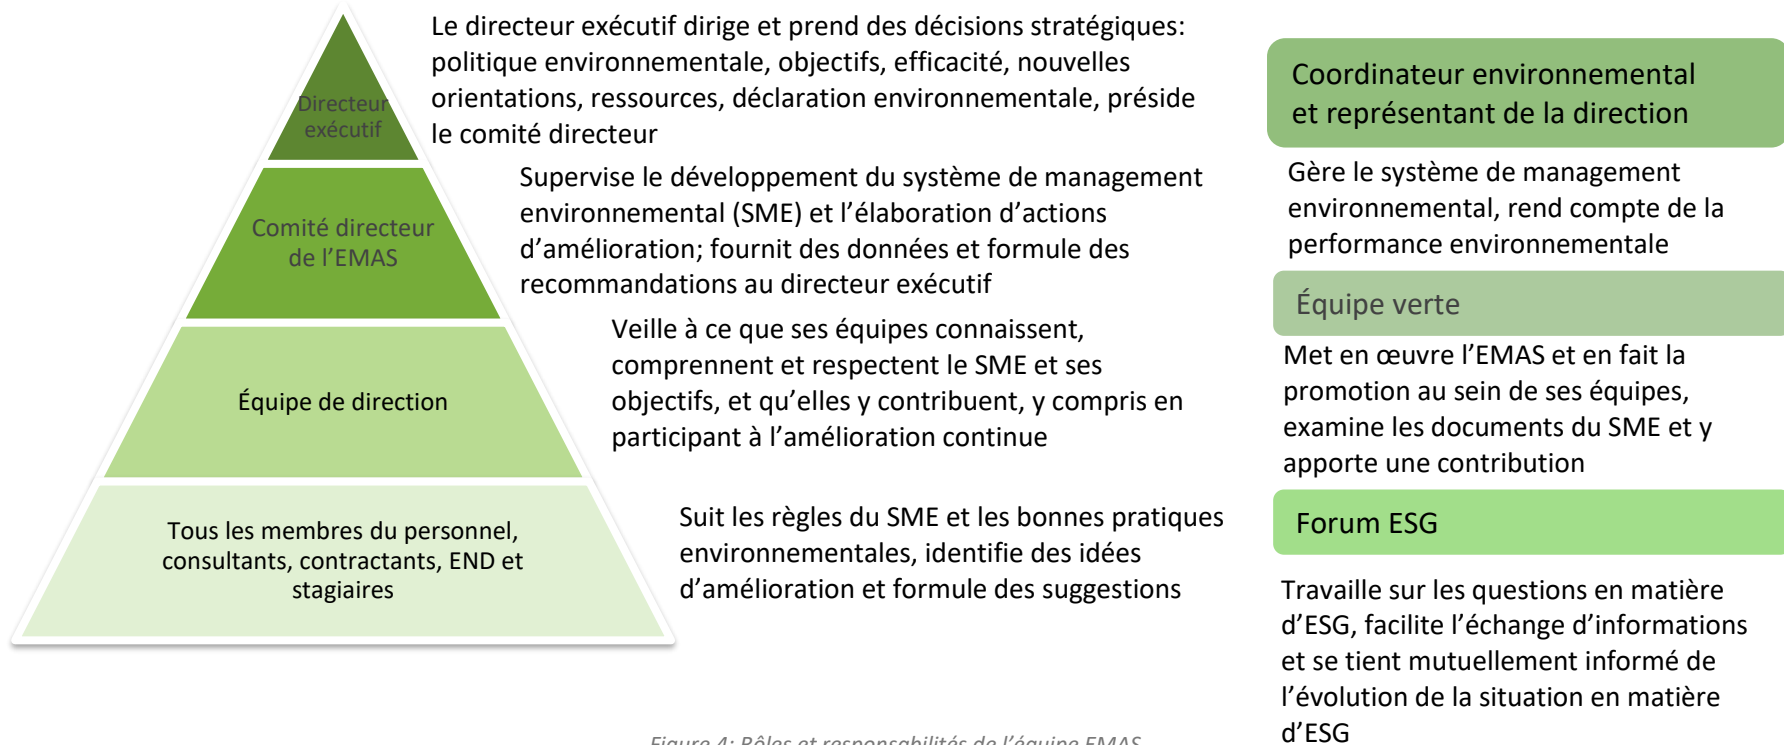 Directeur
exécutif
Le directeur exécutif dirige et prend des décisions stratégiques:
politique environnementale, objectifs, efficacité, nouvelles
orientations, ressources, déclaration environnementale, préside
le comité directeur
Comité directeur
de l’EMAS
Supervise le développement du système de management
environnemental (SME) et l’élaboration d’actions
d’amélioration; fournit des données et formule des
recommandations au directeur exécutif
Équipe de direction
Veille à ce que ses équipes connaissent,
comprennent et respectent le SME et ses
objectifs, et qu’elles y contribuent, y compris en
participant à l’amélioration continue
Tous les membres du personnel,
consultants, contractants, END et
stagiaires
Suit les règles du SME et les bonnes pratiques
environnementales, identifie des idées
d’amélioration et formule des suggestions
Coordinateur environnemental
et représentant de la direction
Gère le système de management
environnemental, rend compte de la
performance environnementale
Équipe verte
Met en œuvre l’EMAS et en fait la
promotion au sein de ses équipes,
examine les documents du SME et y
apporte une contribution
Forum ESG
Travaille sur les questions en matière
d’ESG, facilite l’échange d’informations
et se tient mutuellement informé de
l’évolution de la situation en matière
d’ESG
Figure 4: Rôles et responsabilités de l’équipe EMAS